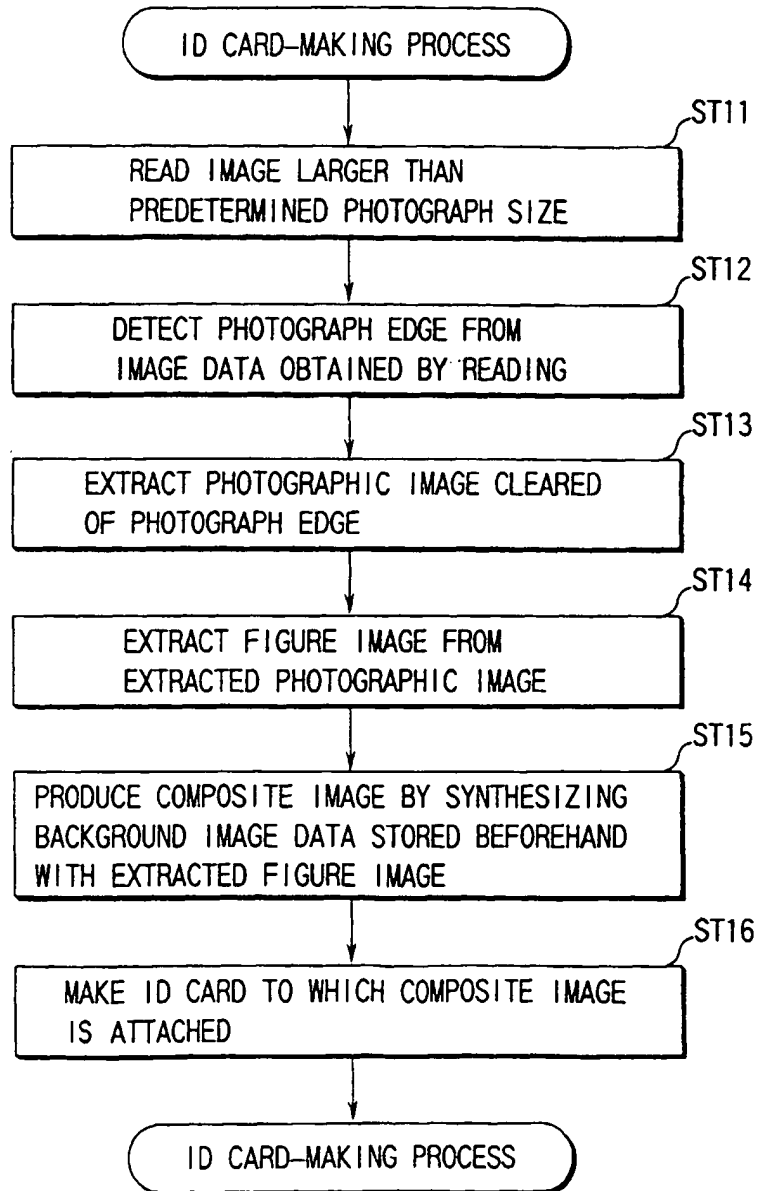 ID CARD-MAKING PROCESS
ST11
READ IMAGE LARGER THAN
PREDETERMINED PHOTOGRAPH SIZE
ST12
DETECT PHOTOGRAPH EDGE FROM
IMAGE DATA OBTAINED BY READING
ST13
EXTRACT PHOTOGRAPHIC IMAGE CLEARED
OF PHOTOGRAPH EDGE
ST14
EXTRACT FIGURE IMAGE FROM
EXTRACTED PHOTOGRAPHIC IMAGE
ST15
PRODUCE COMPOSITE IMAGE BY SYNTHESIZING
BACKGROUND IMAGE DATA STORED BEFOREHAND
WITH EXTRACTED FIGURE IMAGE
ST16
MAKE ID CARD TO WHICH COMPOSITE IMAGE
IS ATTACHED
ID CARD-MAKING PROCESS